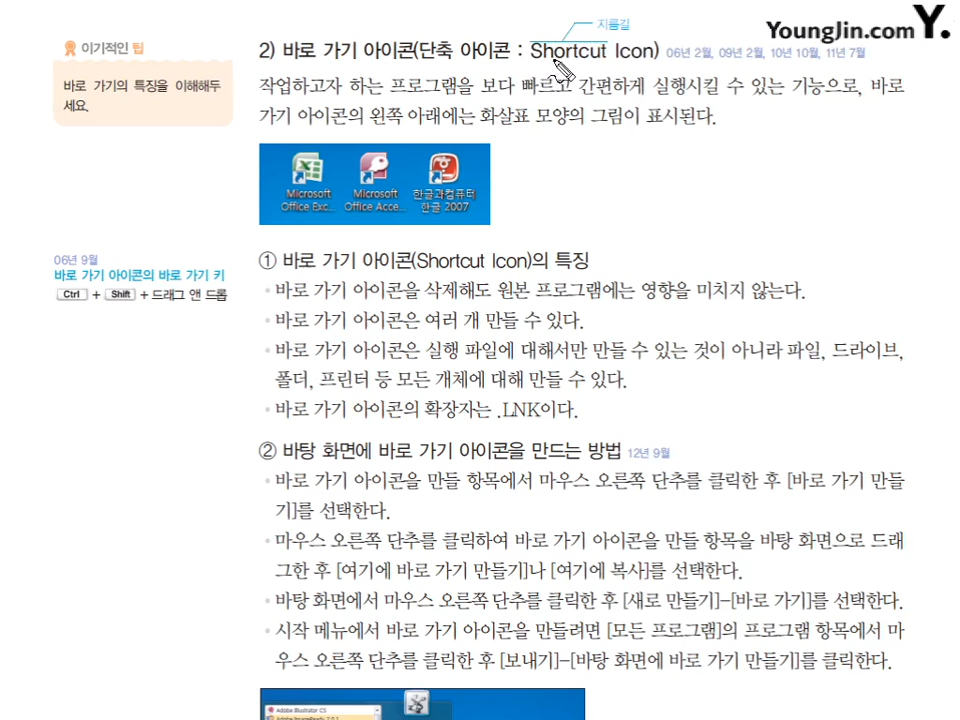 지름길
YoungJin.com Y.
이기적인 팁
바로 가기의 특징을 이해해두
세요.
2) 바로 가기 아이콘(단축 아이콘 : Shortcut Icon) 06년 2월, 09년 2월, 10년 10월, 11년 7월
작업하고자 하는 프로그램을 보다 빠르고 간편하게 실행시킬 수 있는 기능으로, 바로
가기 아이콘의 왼쪽 아래에는 화살표 모양의 그림이 표시된다.
Microsoft Office Exc...
Microsoft Office Acce...
한글과컴퓨터 한글 2007
06년 9월
바로 가기 아이콘의 바로 가기 키
Ctrl + Shift + 드래그 앤 드롭
① 바로 가기 아이콘(Shortcut Icon)의 특징
• 바로 가기 아이콘을 삭제해도 원본 프로그램에는 영향을 미치지 않는다.
• 바로 가기 아이콘은 여러 개 만들 수 있다.
• 바로 가기 아이콘은 실행 파일에 대해서만 만들 수 있는 것이 아니라 파일, 드라이브,
폴더, 프린터 등 모든 개체에 대해 만들 수 있다.
• 바로 가기 아이콘의 확장자는 .LNK이다.
② 바탕 화면에 바로 가기 아이콘을 만드는 방법 12년 9월
• 바로 가기 아이콘을 만들 항목에서 마우스 오른쪽 단추를 클릭한 후 [바로 가기 만들
기]를 선택한다.
• 마우스 오른쪽 단추를 클릭하여 바로 가기 아이콘을 만들 항목을 바탕 화면으로 드래
그한 후 [여기에 바로 가기 만들기]나 [여기에 복사]를 선택한다.
• 바탕 화면에서 마우스 오른쪽 단추를 클릭한 후 [새로 만들기]-[바로 가기]를 선택한다.
• 시작 메뉴에서 바로 가기 아이콘을 만들려면 [모든 프로그램]의 프로그램 항목에서 마
우스 오른쪽 단추를 클릭한 후 [보내기]-[바탕 화면에 바로 가기 만들기]를 클릭한다.
Adobe Illustrator CS
Adobe ImageReady 7.0.1